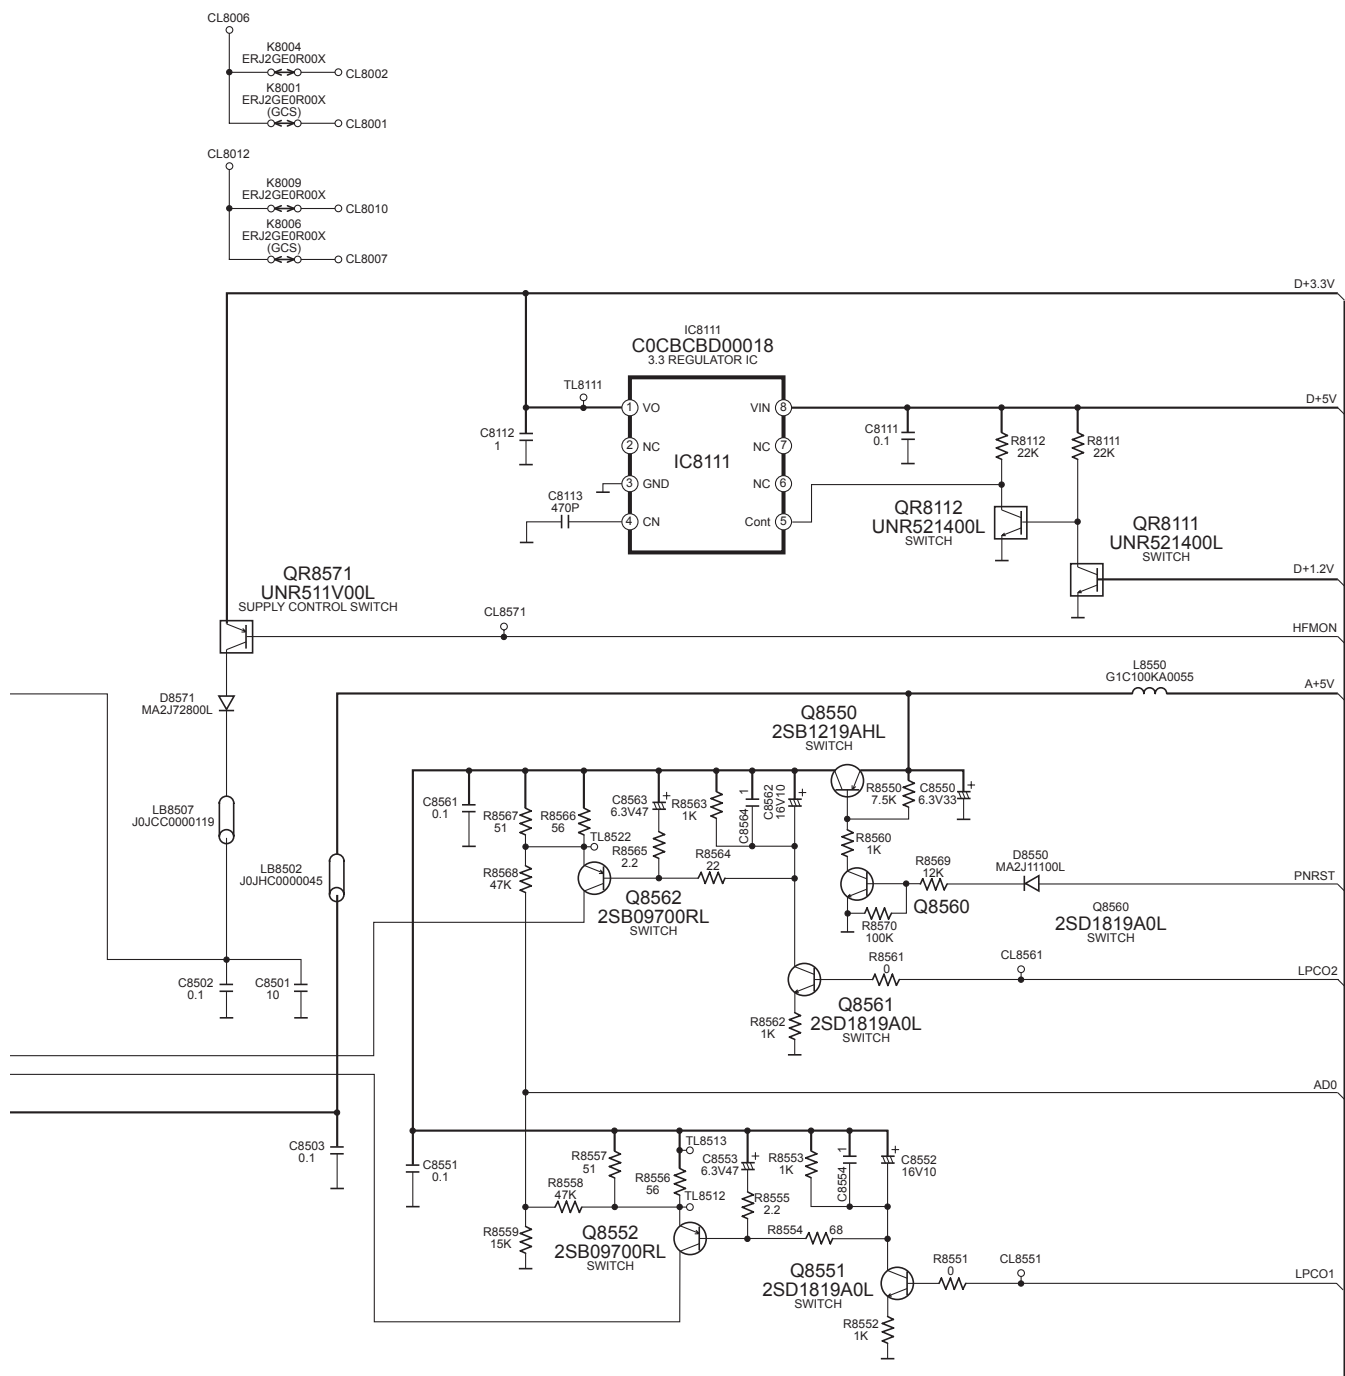 CL8006
K8004
ERJ2GE0R00X
CL8002
K8001
ERJ2GE0R00X
(GCS)
CL8001
CL8012
K8009
ERJ2GE0R00X
CL8010
K8006
ERJ2GE0R00X
(GCS)
CL8007
D+3.3V
IC8111
C0CBCBD00018
3.3 REGULATOR IC
TL8111
1 VO
VIN 8
D+5V
C8112
1
2 NC
NC 7
C8111
0.1
R8112
22K
R8111
22K
IC8111
3 GND
NC 6
C8113
470P
4 CN
Cont 5
QR8112
UNR521400L
SWITCH
QR8111
UNR521400L
SWITCH
D+1.2V
QR8571
UNR511V00L
SUPPLY CONTROL SWITCH
CL8571
HFMON
L8550
G1C100KA0055
A+5V
D8571
MA2J72800L
Q8550
2SB1219AHL
SWITCH
C8561
0.1
R8567
51
R8566
56
C8563
6.3V47
+
R8563
1K
C8564
1
C8562
16V10
+
R8550
7.5K
C8550
6.3V33
+
LB8507
J0JCC0000119
TL8522
R8565
2.2
R8560
1K
LB8502
J0JHC0000045
R8568
47K
R8564
22
R8569
12K
D8550
MA2J11100L
PNRST
Q8562
2SB09700RL
SWITCH
Q8560
Q8560
2SD1819A0L
SWITCH
R8570
100K
C8502
0.1
C8501
10
R8561
0
CL8561
LPCO2
Q8561
2SD1819A0L
SWITCH
R8562
1K
AD0
C8503
0.1
C8551
0.1
R8557
51
TL8513
R8556
56
C8553
6.3V47
+
R8553
1K
C8554
1
C8552
16V10
+
R8558
47K
TL8512
R8555
2.2
R8559
15K
Q8552
2SB09700RL
SWITCH
R8554
68
Q8551
2SD1819A0L
SWITCH
R8551
0
CL8551
LPCO1
R8552
1K